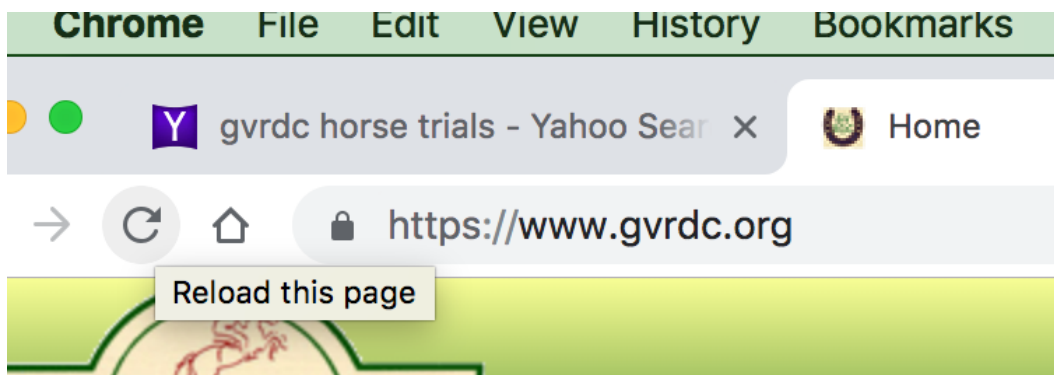 Chrome File Edit View History Bookmarks
Y gvrdc horse trials - Yahoo Sear × Home
https://www.gvrdc.org
Reload this page